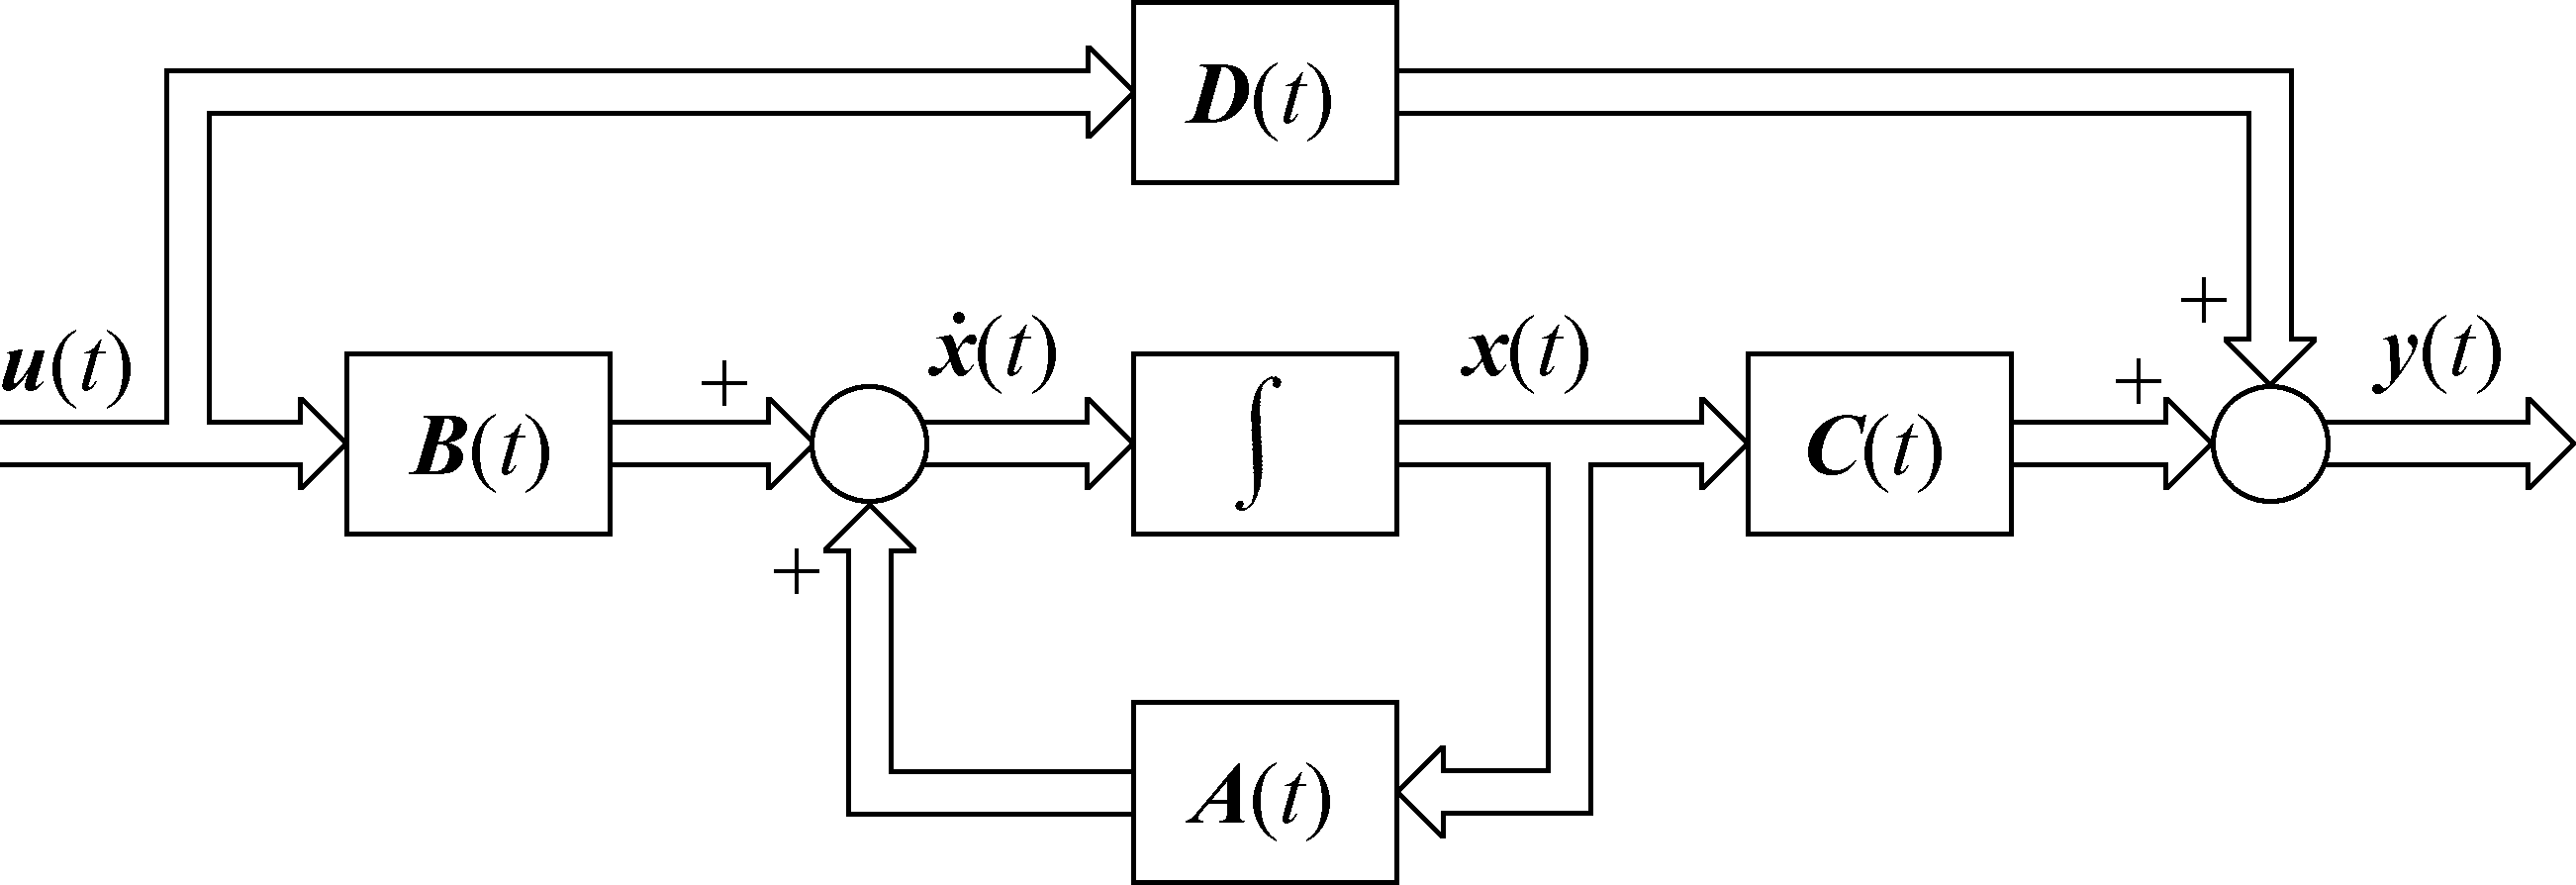 D(t)
+
u(t)
ẋ(t)
x(t)
y(t)
+
+
B(t)
∫
C(t)
+
A(t)